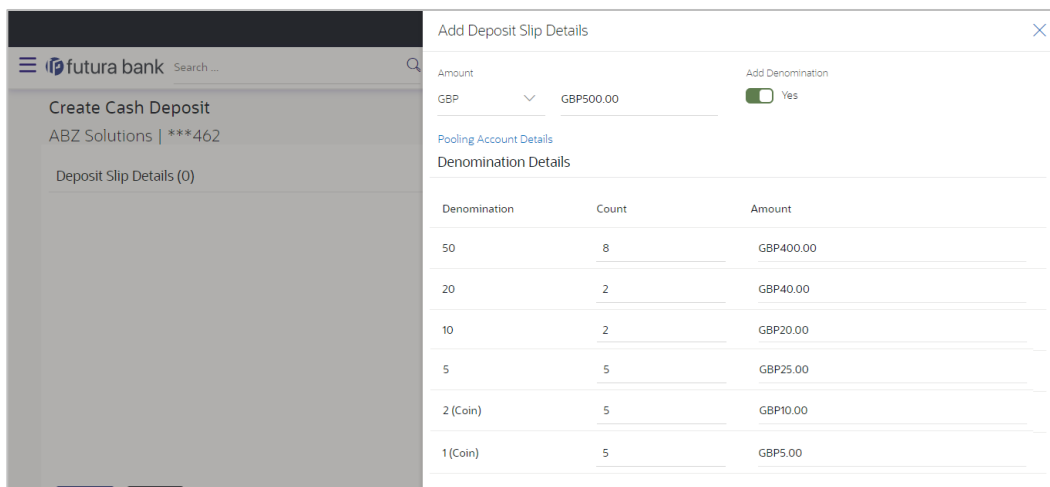 futura bank Search ...
Create Cash Deposit
ABZ Solutions | ***462
Deposit Slip Details (0)
Add Deposit Slip Details
Amount Add Denomination
GBP GBP500.00 Yes
Pooling Account Details
Denomination Details
Denomination Count Amount
50 8 GBP400.00
20 2 GBP40.00
10 2 GBP20.00
5 5 GBP25.00
2 (Coin) 5 GBP10.00
1 (Coin) 5 GBP5.00